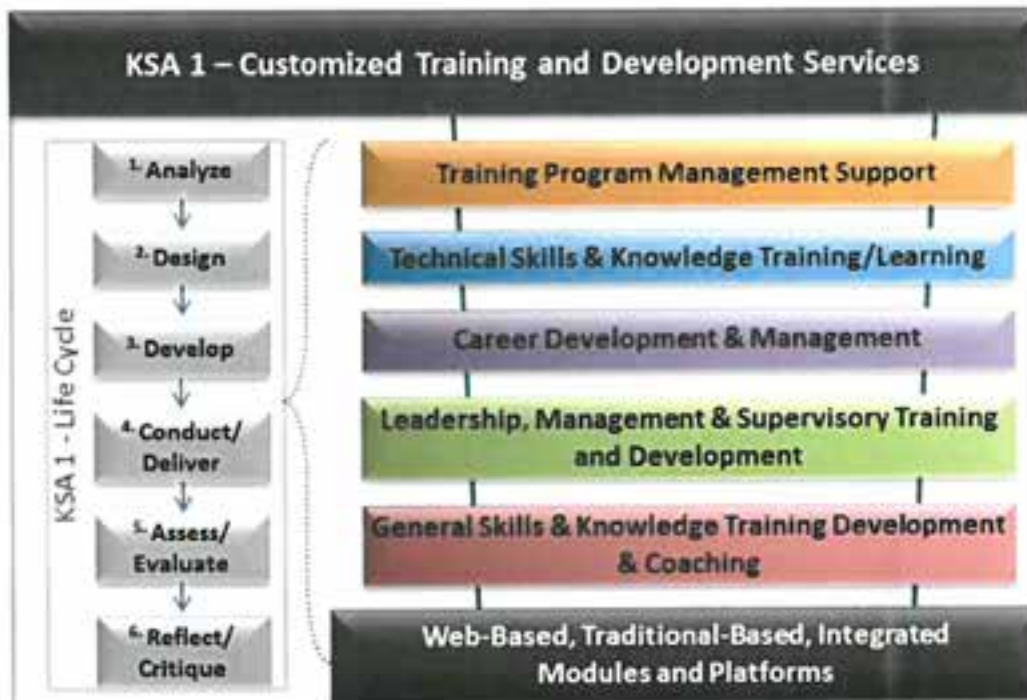 KSA 1 – Customized Training and Development Services
KSA 1 - Life Cycle
1. Analyze
2. Design
3. Develop
4. Conduct/
Deliver
5. Assess/
Evaluate
6. Reflect/
Critique
Training Program Management Support
Technical Skills & Knowledge Training/Learning
Career Development & Management
Leadership, Management & Supervisory Training
and Development
General Skills & Knowledge Training Development
& Coaching
Web-Based, Traditional-Based, Integrated
Modules and Platforms